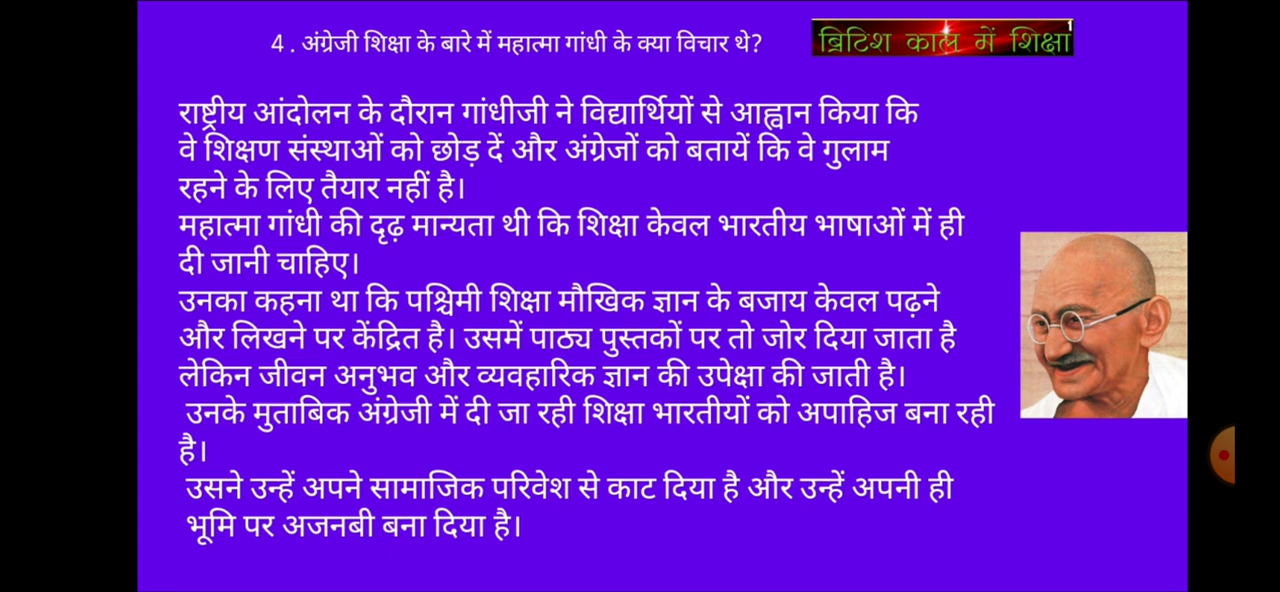 4 . अंग्रेजी शिक्षा के बारे में महात्मा गांधी के क्या विचार थे?
ब्रिटिश काल में शिक्षा
1
राष्ट्रीय आंदोलन के दौरान गांधीजी ने विद्यार्थियों से आह्वान किया कि
वे शिक्षण संस्थाओं को छोड़ दें और अंग्रेजों को बतायें कि वे गुलाम
रहने के लिए तैयार नहीं है।
महात्मा गांधी की दृढ़ मान्यता थी कि शिक्षा केवल भारतीय भाषाओं में ही
दी जानी चाहिए।
उनका कहना था कि पश्चिमी शिक्षा मौखिक ज्ञान के बजाय केवल पढ़ने
और लिखने पर केंद्रित है। उसमें पाठ्य पुस्तकों पर तो जोर दिया जाता है
लेकिन जीवन अनुभव और व्यवहारिक ज्ञान की उपेक्षा की जाती है।
उनके मुताबिक अंग्रेजी में दी जा रही शिक्षा भारतीयों को अपाहिज बना रही
है।
उसने उन्हें अपने सामाजिक परिवेश से काट दिया है और उन्हें अपनी ही
भूमि पर अजनबी बना दिया है।